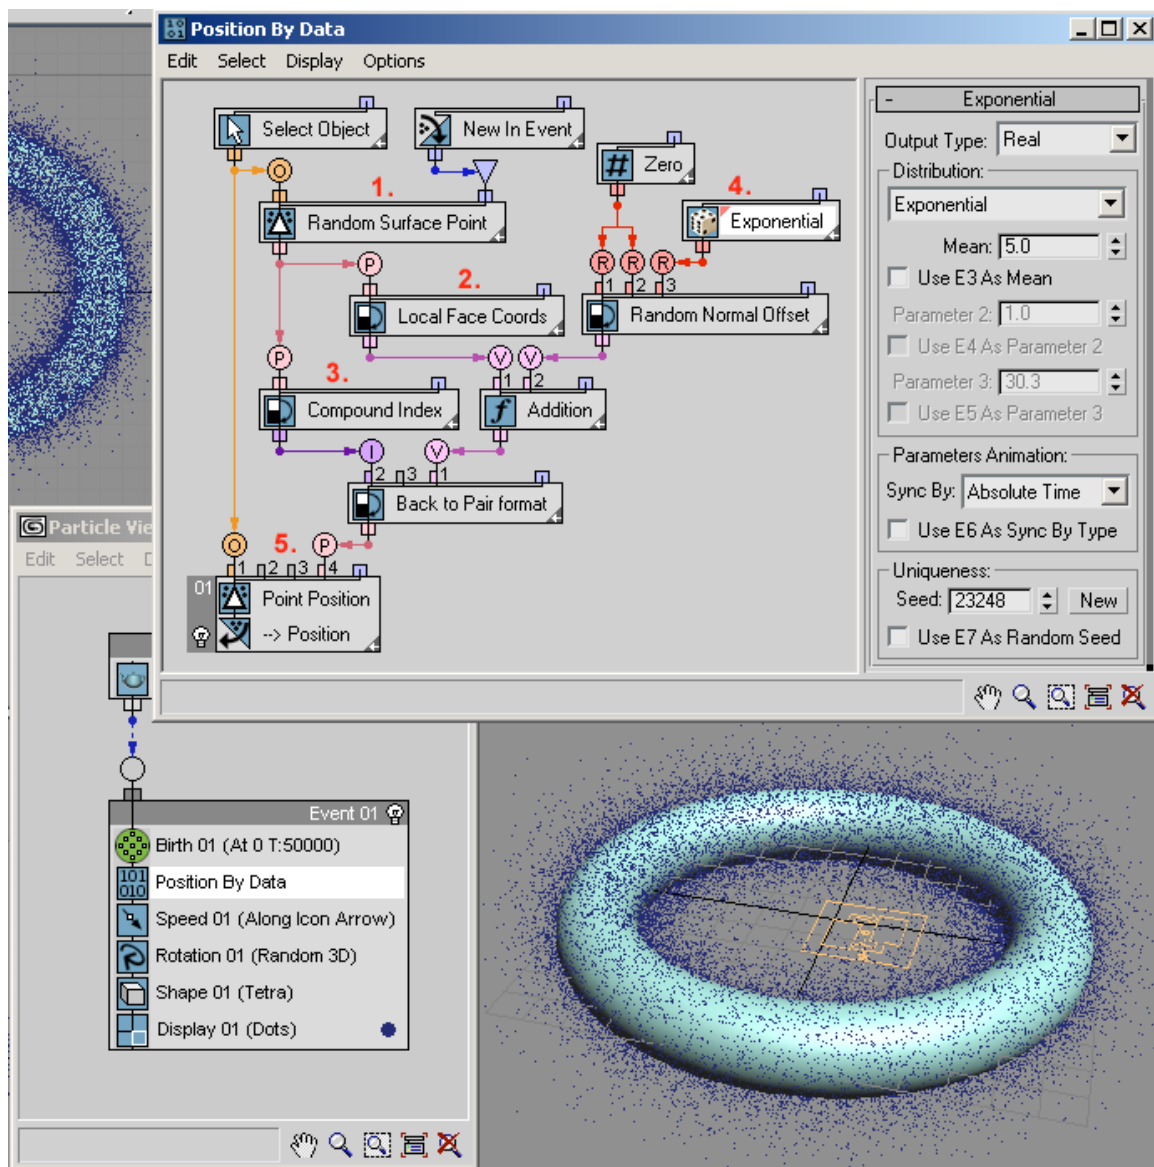 Position By Data
Edit Select Display Options
Select Object
New In Event
Zero
1.
4.
Random Surface Point
Exponential
O
P
2.
R R R
1 2 3
Local Face Coords
Random Normal Offset
P
3.
V V
1 2
Compound Index
Addition
I
V
2 3 1
Back to Pair format
O
5.
P
1 2 3 4
01
Point Position
--> Position
- Exponential
Output Type: Real
Distribution:
Exponential
Mean: 5.0
Use E3 As Mean
Parameter 2: 1.0
Use E4 As Parameter 2
Parameter 3: 30.3
Use E5 As Parameter 3
Parameters Animation:
Sync By: Absolute Time
Use E6 As Sync By Type
Uniqueness:
Seed: 23248 New
Use E7 As Random Seed
Particle Vie
Edit Select D
Event 01
Birth 01 (At 0 T:50000)
Position By Data
Speed 01 (Along Icon Arrow)
Rotation 01 (Random 3D)
Shape 01 (Tetra)
Display 01 (Dots)